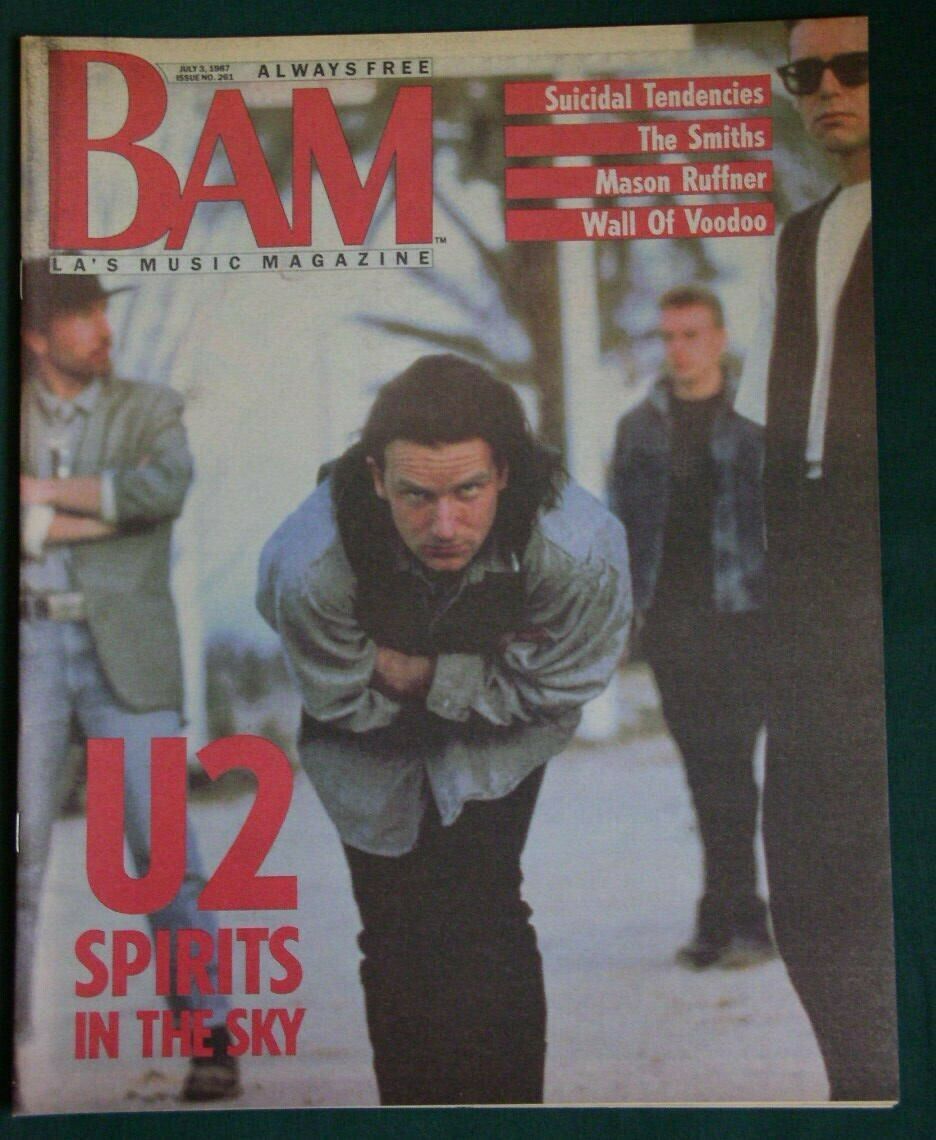 JULY 3, 1987
ISSUE NO. 261
ALWAYS FREE
BAM™
LA'S MUSIC MAGAZINE
Suicidal Tendencies
The Smiths
Mason Ruffner
Wall Of Voodoo
U2
SPIRITS
IN THE SKY